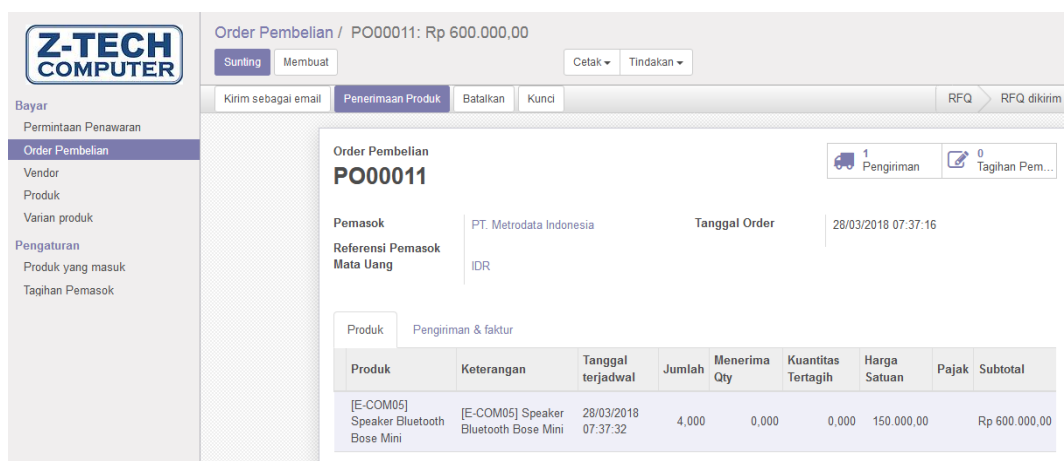 Z-TECH
COMPUTER
Order Pembelian / PO00011: Rp 600.000,00
Sunting Membuat Cetak Tindakan
Kirim sebagai email Penerimaan Produk Batalkan Kunci RFQ RFQ dikirim
Bayar
Permintaan Penawaran
Order Pembelian
Vendor
Produk
Varian produk
Pengaturan
Produk yang masuk
Tagihan Pemasok
Order Pembelian
PO00011
1
Pengiriman
0
Tagihan Pem...
Pemasok PT. Metrodata Indonesia
Tanggal Order 28/03/2018 07:37:16
Referensi Pemasok
Mata Uang IDR
Produk Pengiriman & faktur
Produk Keterangan Tanggal terjadwal Jumlah Menerima Qty Kuantitas Tertagih Harga Satuan Pajak Subtotal
[E-COM05] Speaker Bluetooth Bose Mini [E-COM05] Speaker Bluetooth Bose Mini 28/03/2018 07:37:32 4,000 0,000 0,000 150.000,00 Rp 600.000,00